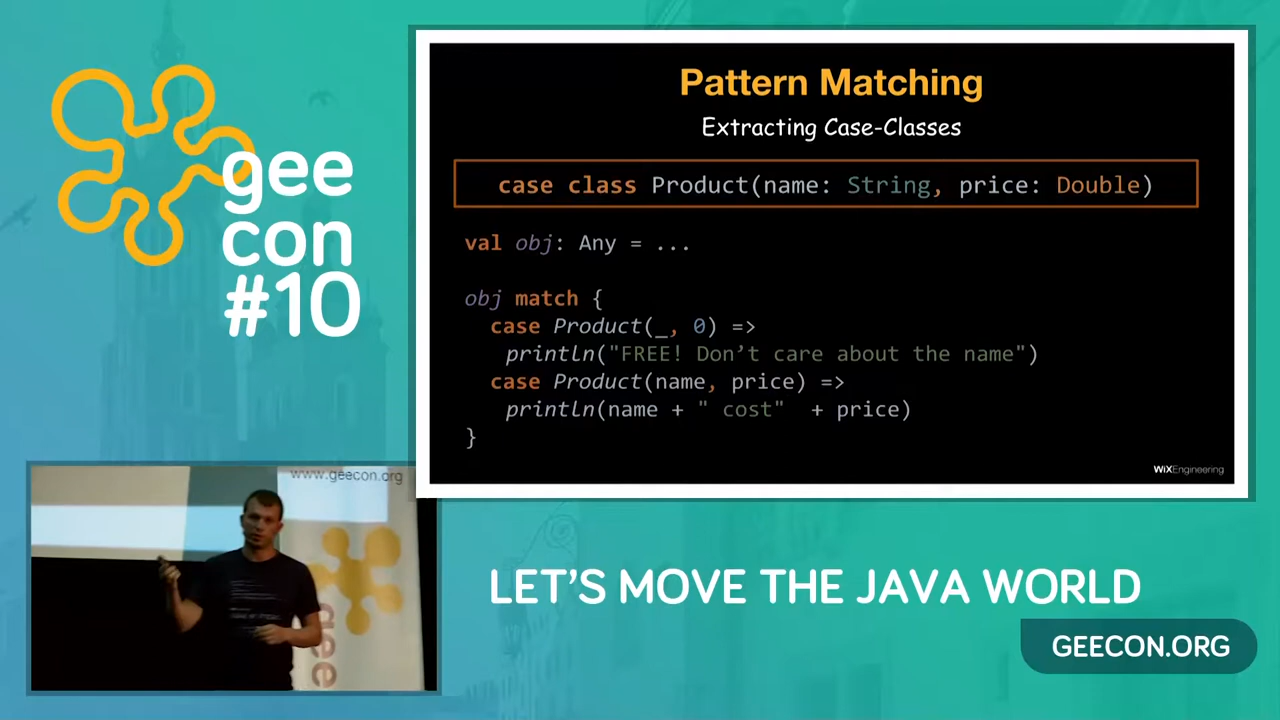 gee
con
#10
Pattern Matching
Extracting Case-Classes
case class Product(name: String, price: Double)
val obj: Any = ...
obj match {
case Product(_, 0) =>
println("FREE! Don’t care about the name")
case Product(name, price) =>
println(name + " cost" + price)
}
WiXEngineering
www.geecon.org
gee
LET’S MOVE THE JAVA WORLD
GEECON.ORG